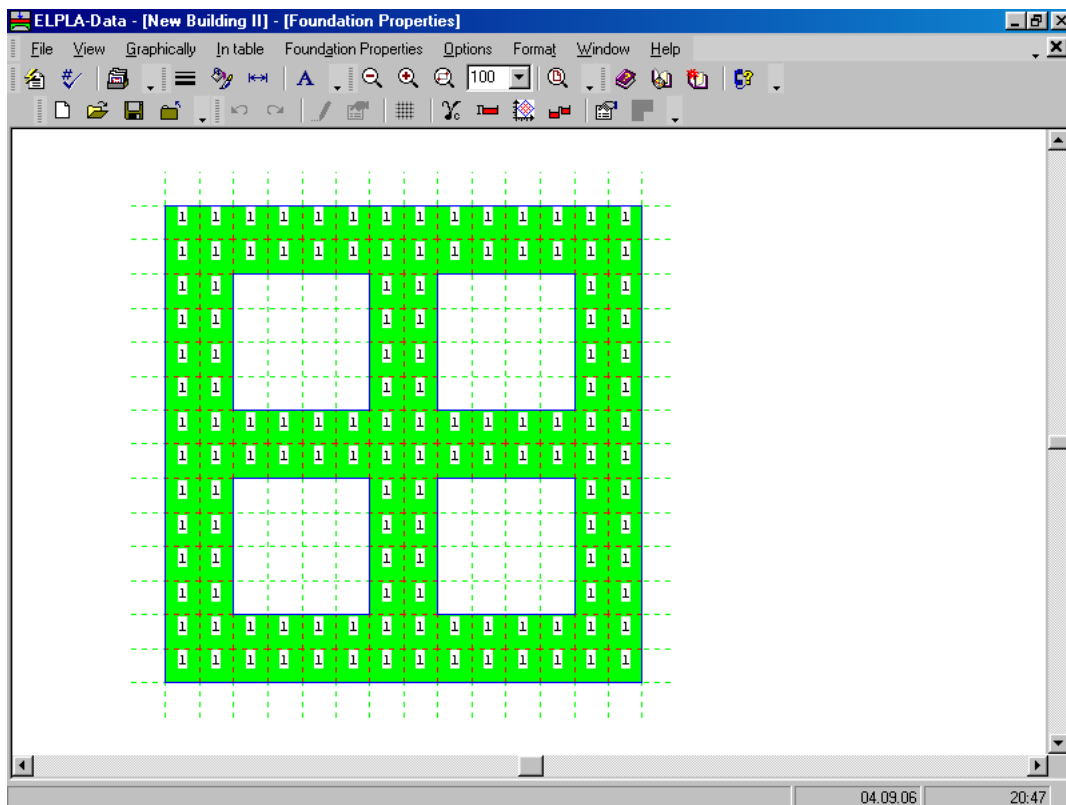 ELPLA-Data - [New Building II] - [Foundation Properties]
File View Graphically In table Foundation Properties Options Format Window Help
A 100
γc
1 1 1 1 1 1 1 1 1 1 1 1 1 1
1 1 1 1 1 1 1 1 1 1 1 1 1 1
1 1 1 1 1 1
1 1 1 1 1 1
1 1 1 1 1 1
1 1 1 1 1 1
1 1 1 1 1 1 1 1 1 1 1 1 1 1
1 1 1 1 1 1 1 1 1 1 1 1 1 1
1 1 1 1 1 1
1 1 1 1 1 1
1 1 1 1 1 1
1 1 1 1 1 1
1 1 1 1 1 1 1 1 1 1 1 1 1 1
1 1 1 1 1 1 1 1 1 1 1 1 1 1
04.09.06 20:47